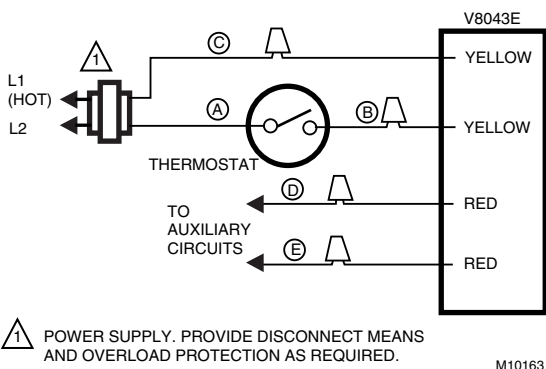 V8043E
C
1
YELLOW
L1
(HOT)
A
B
L2
YELLOW
THERMOSTAT
D
RED
TO
AUXILIARY
CIRCUITS
E
RED
1 POWER SUPPLY. PROVIDE DISCONNECT MEANS
AND OVERLOAD PROTECTION AS REQUIRED.
M10163